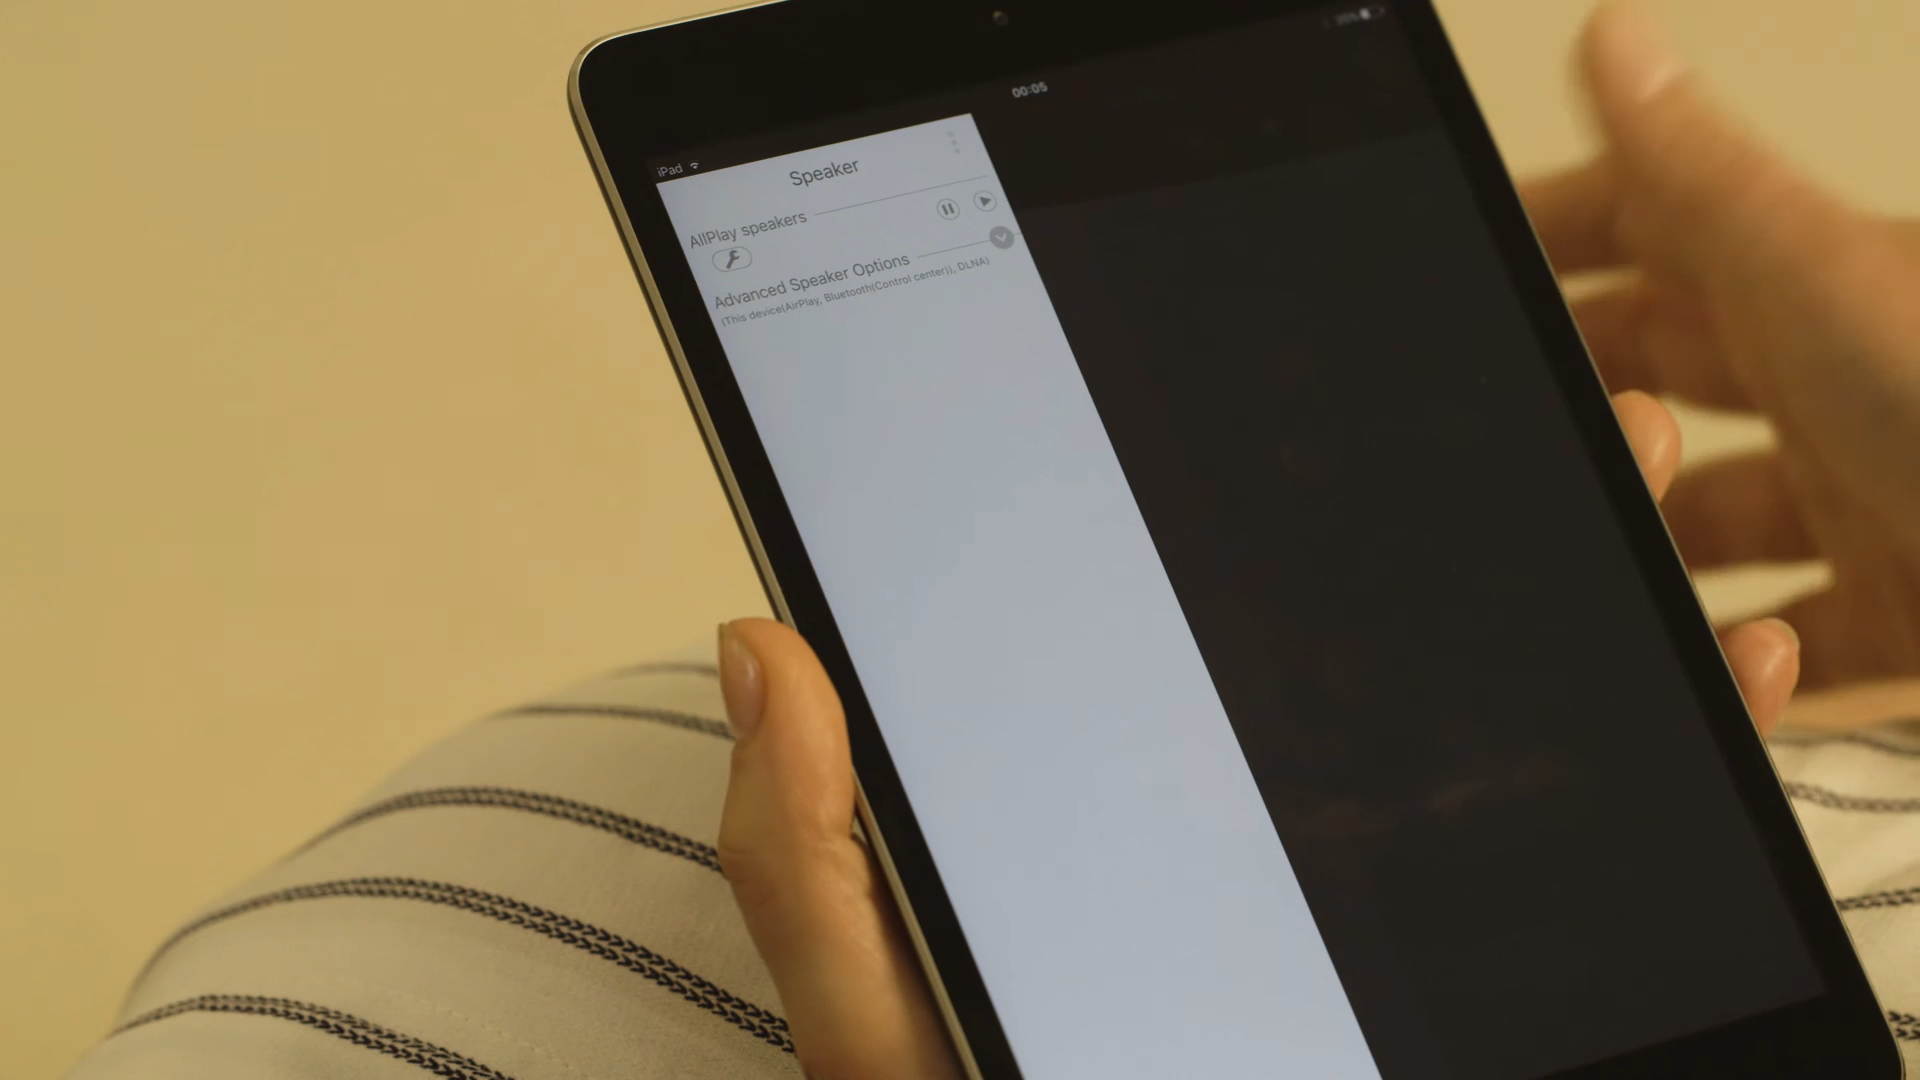 iPad
00:05
Speaker
AllPlay speakers
Advanced Speaker Options
(This device(AirPlay, Bluetooth(Control center)), DLNA)